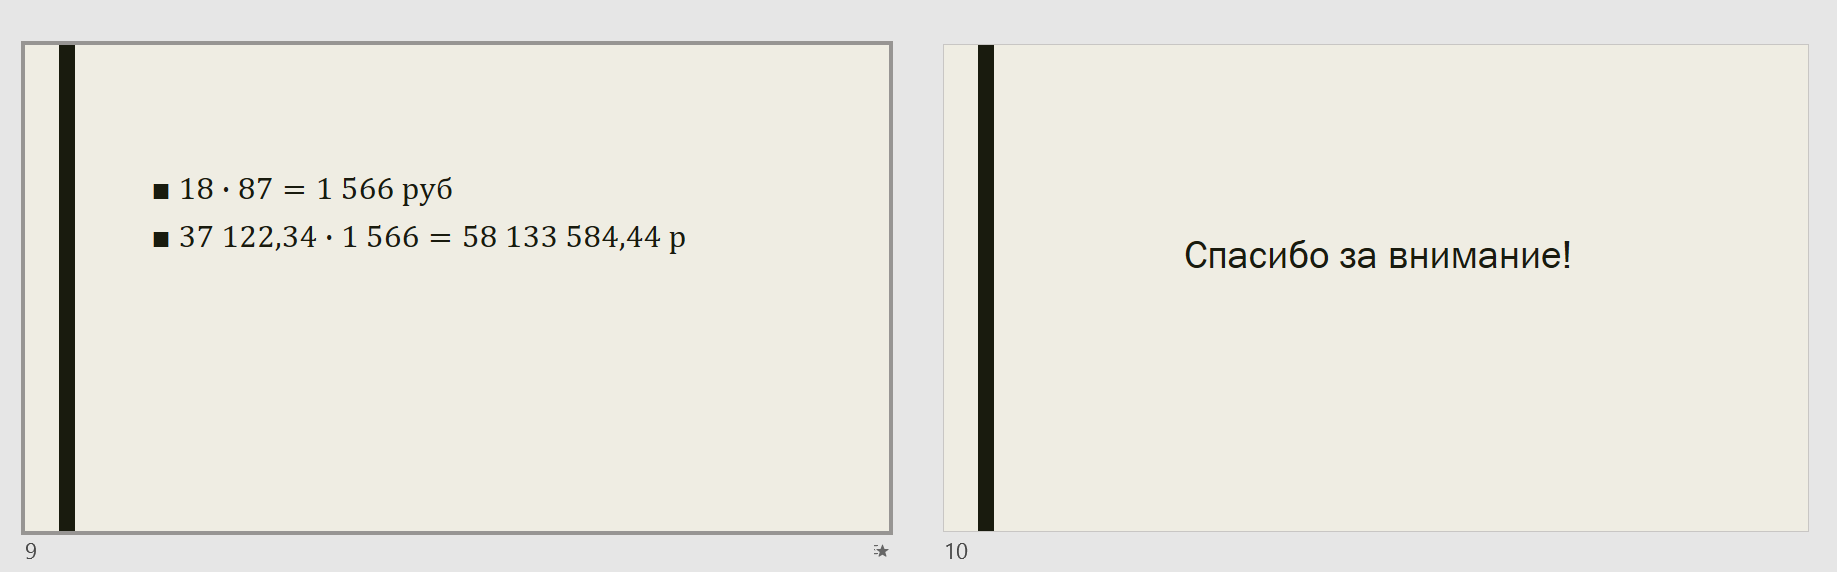 ▪ 18 · 87 = 1 566 руб
▪ 37 122,34 · 1 566 = 58 133 584,44 р
9
Спасибо за внимание!
10